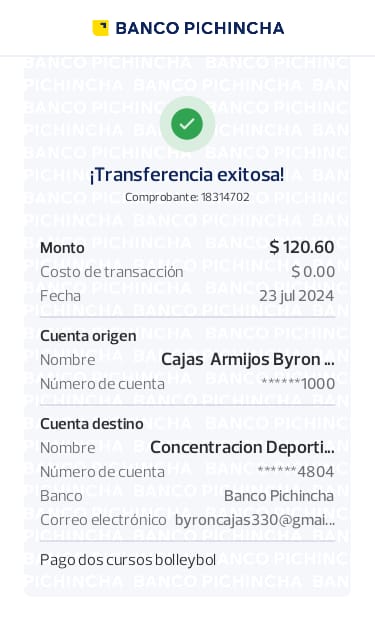 BANCO PICHINCHA
¡Transferencia exitosa!
Comprobante: 18314702
Monto $ 120.60
Costo de transacción $ 0.00
Fecha 23 jul 2024
Cuenta origen
Nombre Cajas Armijos Byron ...
Número de cuenta ******1000
Cuenta destino
Nombre Concentracion Deporti...
Número de cuenta ******4804
Banco Banco Pichincha
Correo electrónico byroncajas330@gmai...
Pago dos cursos bolleybol